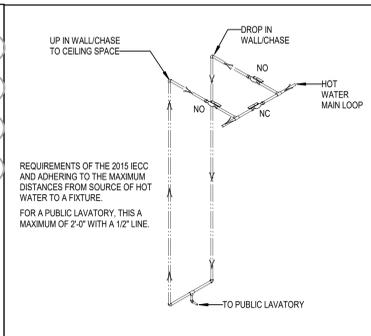 UP IN WALL/CHASE
TO CEILING SPACE
DROP IN
WALL/CHASE
NO
HOT
WATER
MAIN LOOP
NO
NC
REQUIREMENTS OF THE 2015 IECC
AND ADHERING TO THE MAXIMUM
DISTANCES FROM SOURCE OF HOT
WATER TO A FIXTURE.
FOR A PUBLIC LAVATORY, THIS A
MAXIMUM OF 2'-0" WITH A 1/2" LINE.
TO PUBLIC LAVATORY